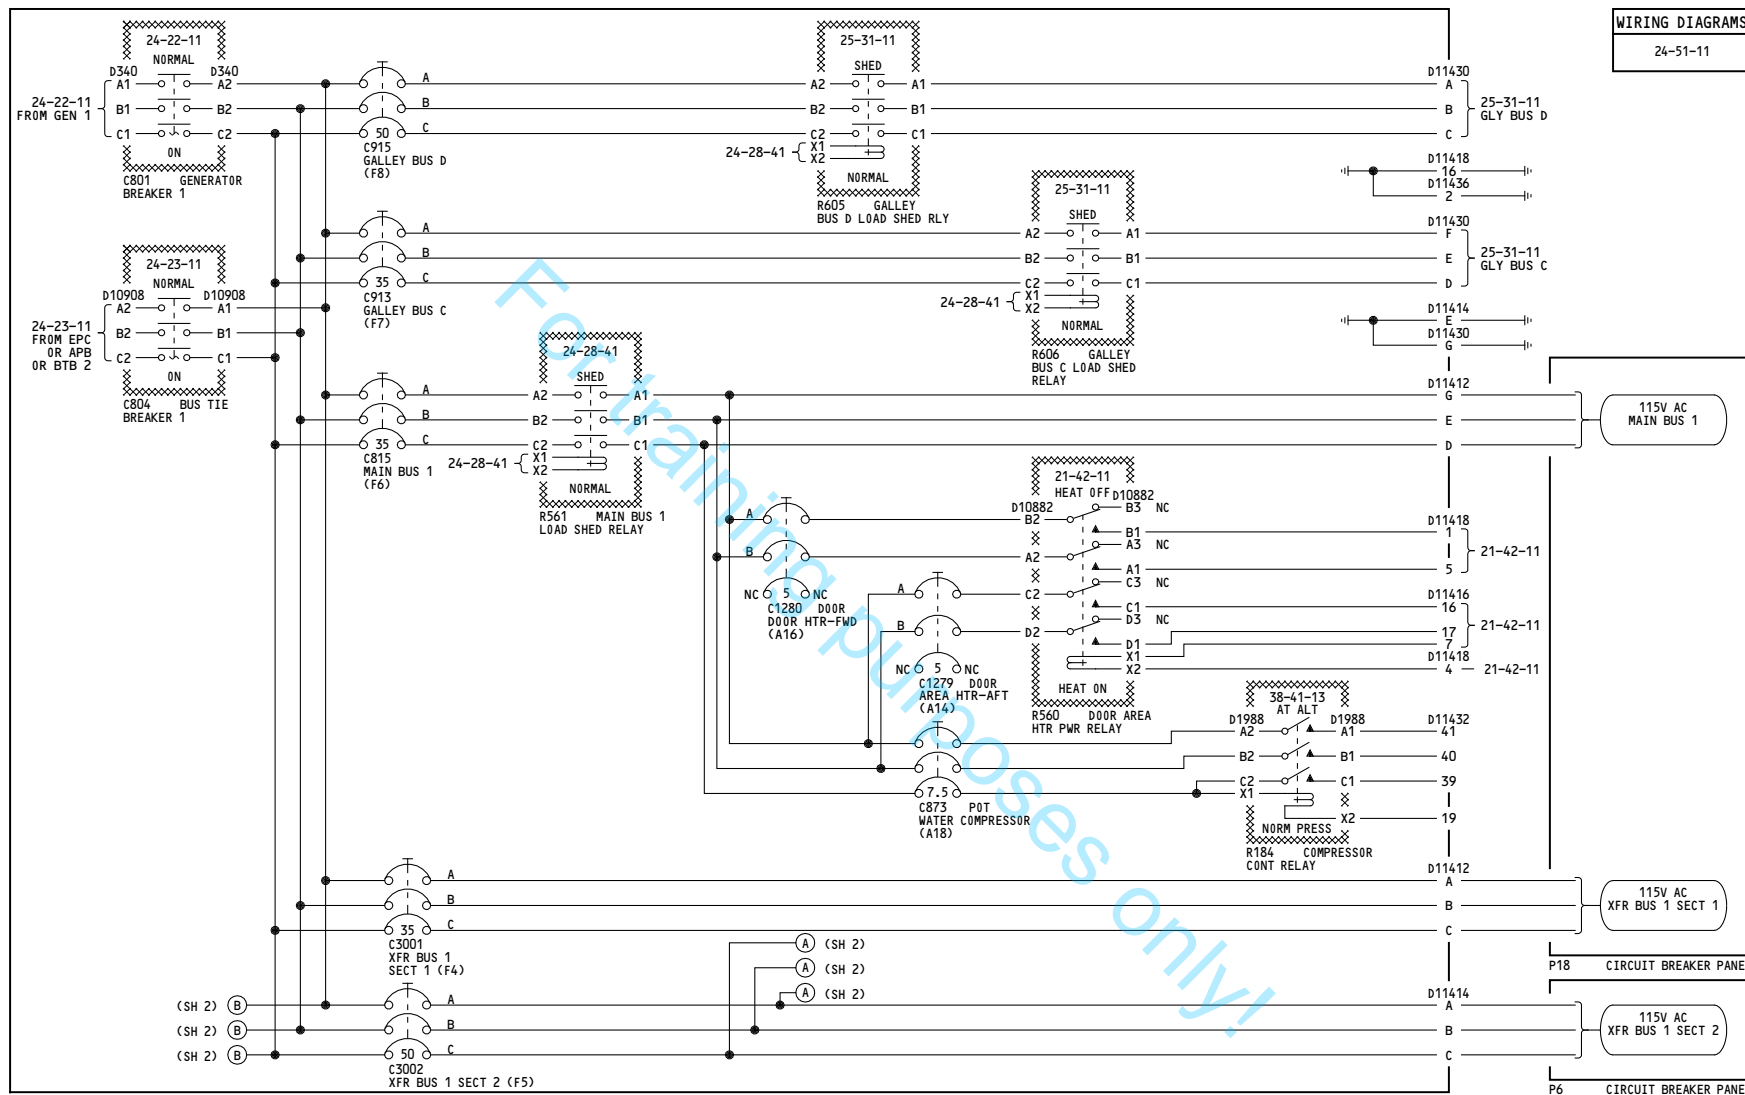 WIRING DIAGRAMS
24-51-11
24-22-11
NORMAL
D340 D340
A1 A2
24-22-11
FROM GEN 1
B1 B2
C1 C2
ON
C801 GENERATOR
BREAKER 1
A
B
50 C
C915
GALLEY BUS D
(F8)
25-31-11
SHED
A2 A1
B2 B1
C2 C1
24-28-41
X1
X2
NORMAL
R605 GALLEY
BUS D LOAD SHED RLY
D11430
A
B
C
25-31-11
GLY BUS D
D11418
16
D11436
2
24-23-11
NORMAL
D10908 D10908
A2 A1
B2 B1
C2 C1
24-23-11
FROM EPC
OR APB
OR BTB 2
ON
C804 BUS TIE
BREAKER 1
A
B
35 C
C913
GALLEY BUS C
(F7)
25-31-11
SHED
A2 A1
B2 B1
C2 C1
24-28-41
X1
X2
NORMAL
R606 GALLEY
BUS C LOAD SHED
RELAY
D11430
F
E
D
25-31-11
GLY BUS C
D11414
E
D11430
G
A
B
35 C
C815
MAIN BUS 1
(F6)
24-28-41
SHED
A2 A1
B2 B1
C2 C1
24-28-41
X1
X2
NORMAL
R561 MAIN BUS 1
LOAD SHED RELAY
D11412
G
E
D
115V AC
MAIN BUS 1
A
B
NC 5 NC
C1280 DOOR
DOOR HTR-FWD
(A16)
A
B
NC 5 NC
C1279 DOOR
AREA HTR-AFT
(A14)
21-42-11
HEAT OFF
D10882 D10882
B2 B3 NC
B1
A3 NC
A2
A1
C3 NC
C2
C1
D3 NC
D2
D1
X1
X2
HEAT ON
R560 DOOR AREA
HTR PWR RELAY
D11418
1
5
21-42-11
D11416
16
17
7
21-42-11
D11418
4 21-42-11
7.5
C873 POT
WATER COMPRESSOR
(A18)
38-41-13
AT ALT
D1988 D1988
A2 A1
B2 B1
C2 C1
X1
X2
NORM PRESS
R184 COMPRESSOR
CONT RELAY
D11432
41
40
39
19
A
B
35 C
C3001
XFR BUS 1
SECT 1 (F4)
D11412
A
B
C
115V AC
XFR BUS 1 SECT 1
P18 CIRCUIT BREAKER PANE
A (SH 2)
A (SH 2)
A (SH 2)
(SH 2) B
(SH 2) B
(SH 2) B
A
B
50 C
C3002
XFR BUS 1 SECT 2 (F5)
D11414
A
B
C
115V AC
XFR BUS 1 SECT 2
P6 CIRCUIT BREAKER PANE
For training purposes only!